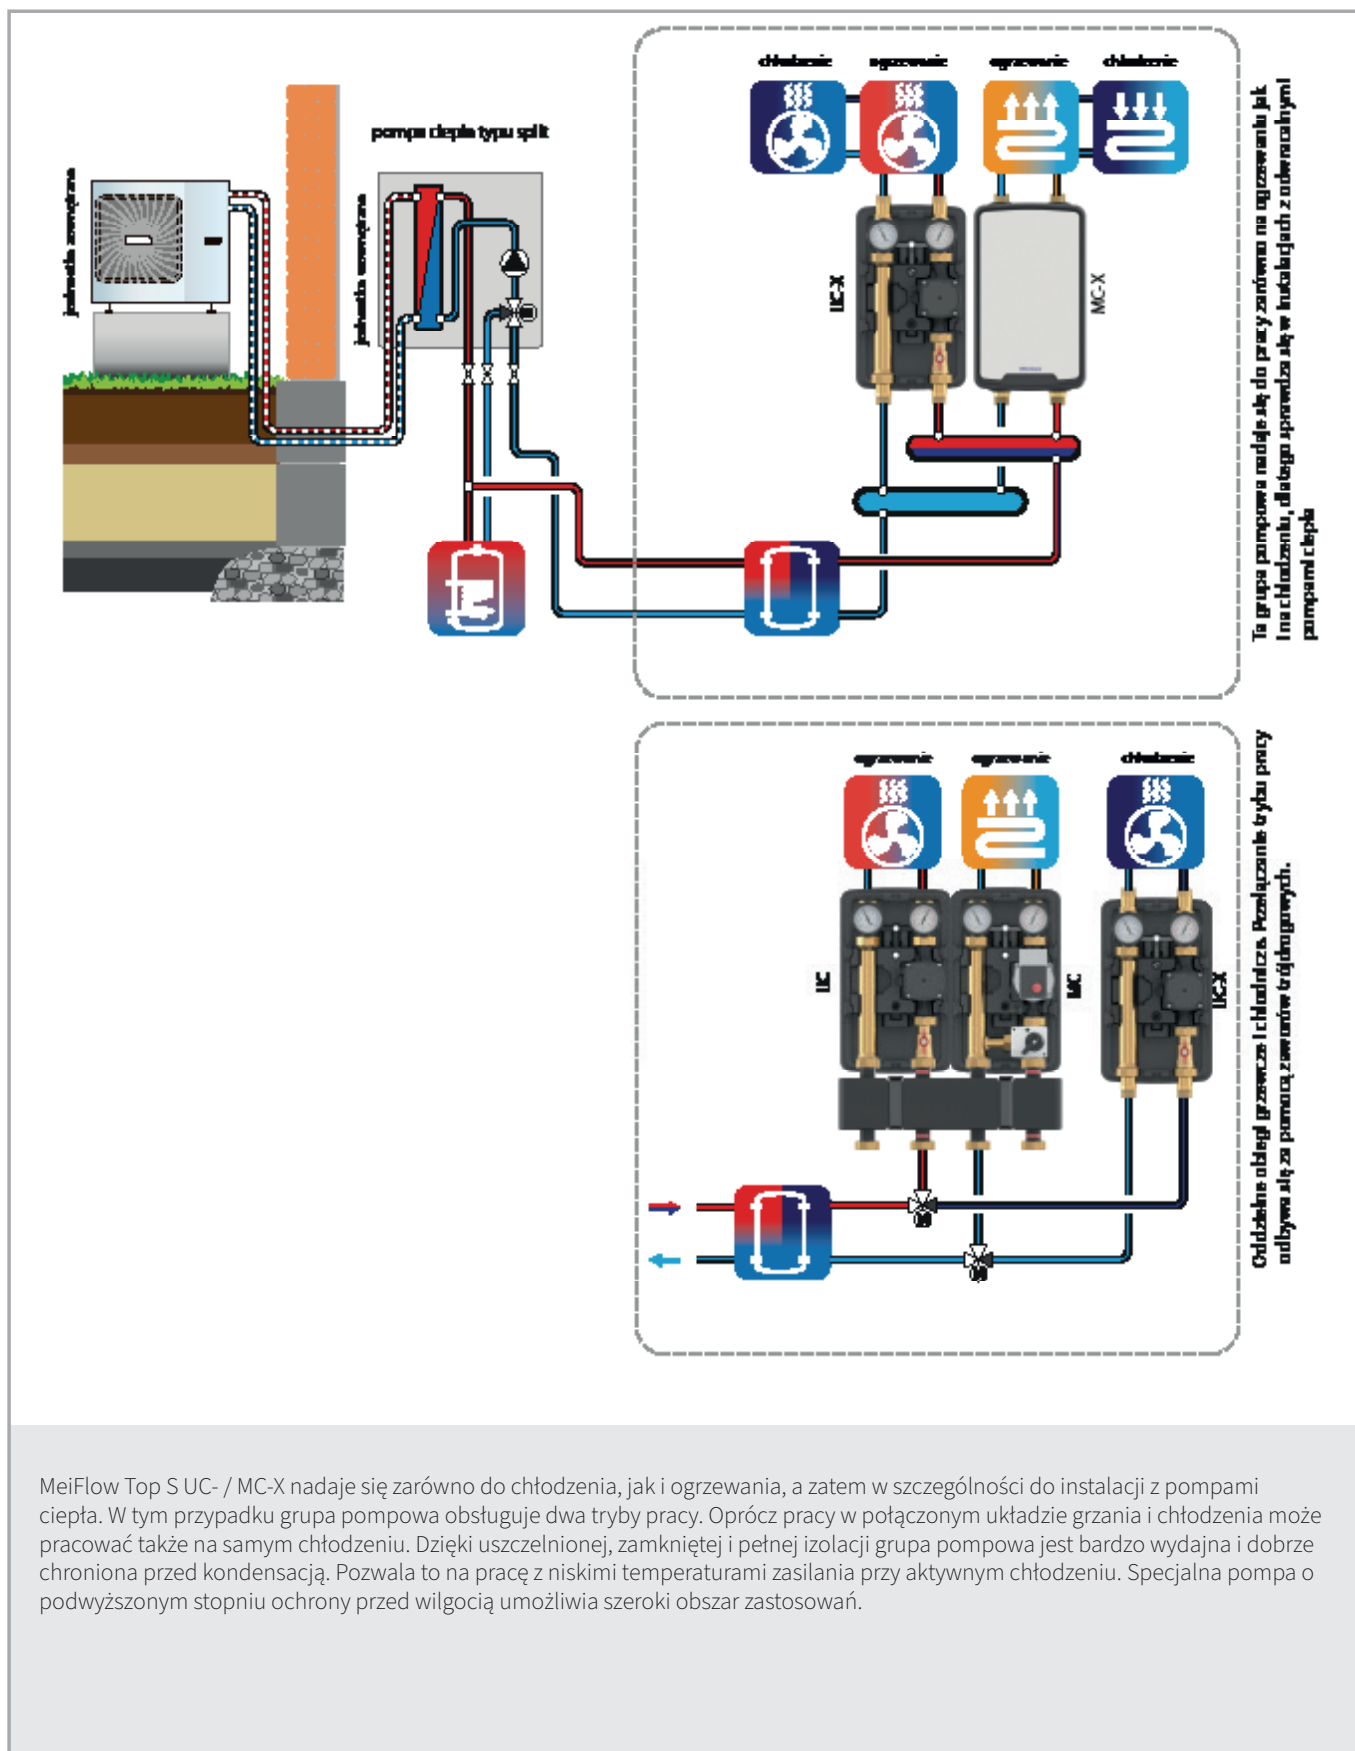 chłodzenie
ogrzewanie
ogrzewanie
chłodzenie
pompa ciepła typu split
jednostka zewnętrzna
jednostka wewnętrzna
UC-X
MC-X
Ta grupa pompowa nadaje się do pracy zarówno na ogrzewaniu jak
i na chłodzeniu, dlatego sprawdza się w instalacjach z odwracalnymi
pompami ciepła
ogrzewanie
ogrzewanie
chłodzenie
UC
MC
UC-X
Oddzielne obiegi grzewcze i chłodnicze. Przełączanie trybu pracy
odbywa się za pomocą zaworów trójdrogowych.
MeiFlow Top S UC- / MC-X nadaje się zarówno do chłodzenia, jak i ogrzewania, a zatem w szczególności do instalacji z pompami
ciepła. W tym przypadku grupa pompowa obsługuje dwa tryby pracy. Oprócz pracy w połączonym układzie grzania i chłodzenia może
pracować także na samym chłodzeniu. Dzięki uszczelnionej, zamkniętej i pełnej izolacji grupa pompowa jest bardzo wydajna i dobrze
chroniona przed kondensacją. Pozwala to na pracę z niskimi temperaturami zasilania przy aktywnym chłodzeniu. Specjalna pompa o
podwyższonym stopniu ochrony przed wilgocią umożliwia szeroki obszar zastosowań.